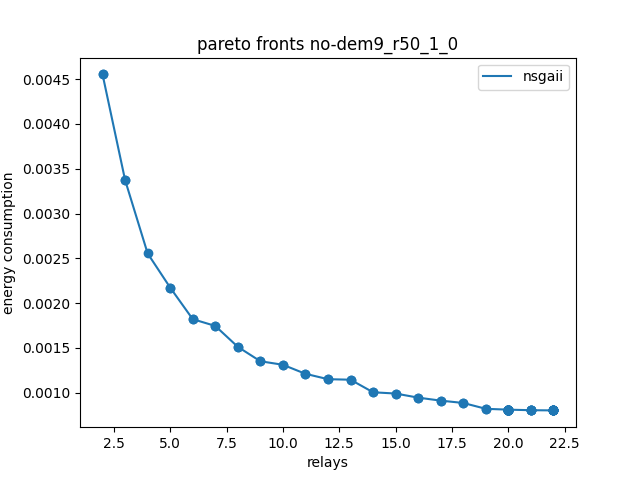 pareto fronts no-dem9_r50_1_0
nsgaii
energy consumption
0.0045
0.0040
0.0035
0.0030
0.0025
0.0020
0.0015
0.0010
2.5 5.0 7.5 10.0 12.5 15.0 17.5 20.0 22.5
relays